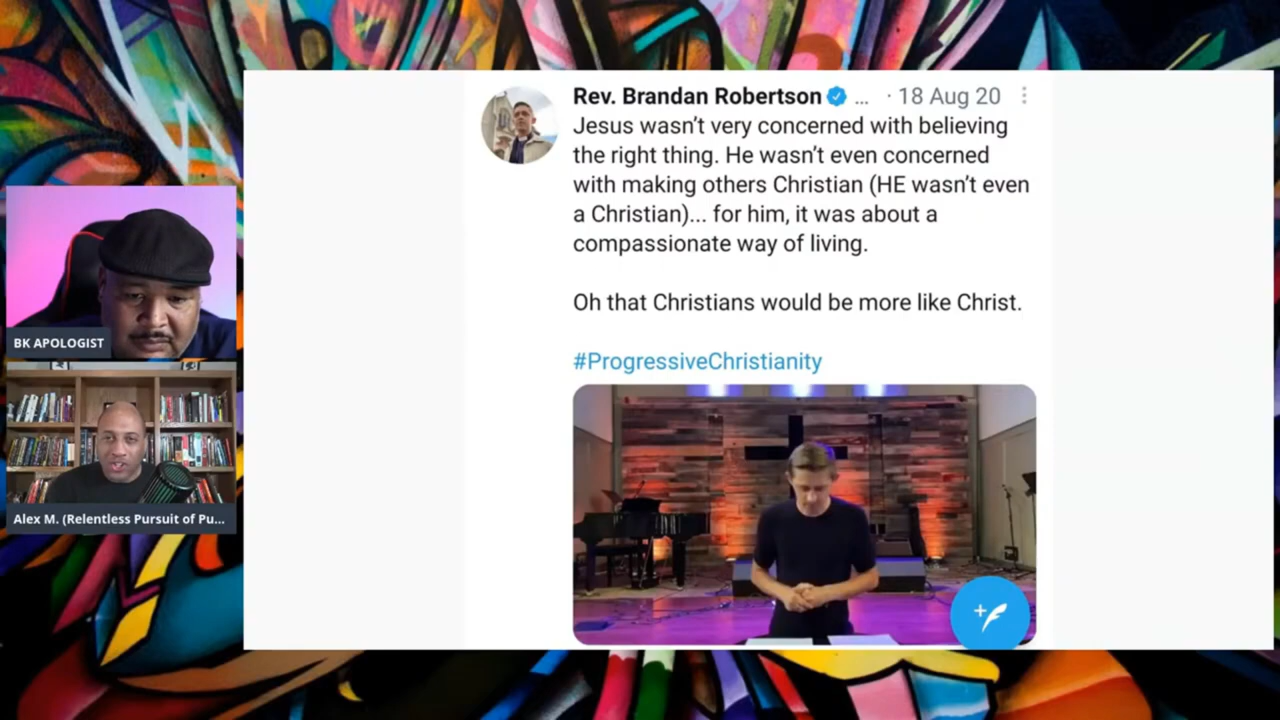 Rev. Brandan Robertson ... · 18 Aug 20
Jesus wasn’t very concerned with believing
the right thing. He wasn’t even concerned
with making others Christian (HE wasn’t even
a Christian)... for him, it was about a
compassionate way of living.
Oh that Christians would be more like Christ.
#ProgressiveChristianity
BK APOLOGIST
Alex M. (Relentless Pursuit of Pu...